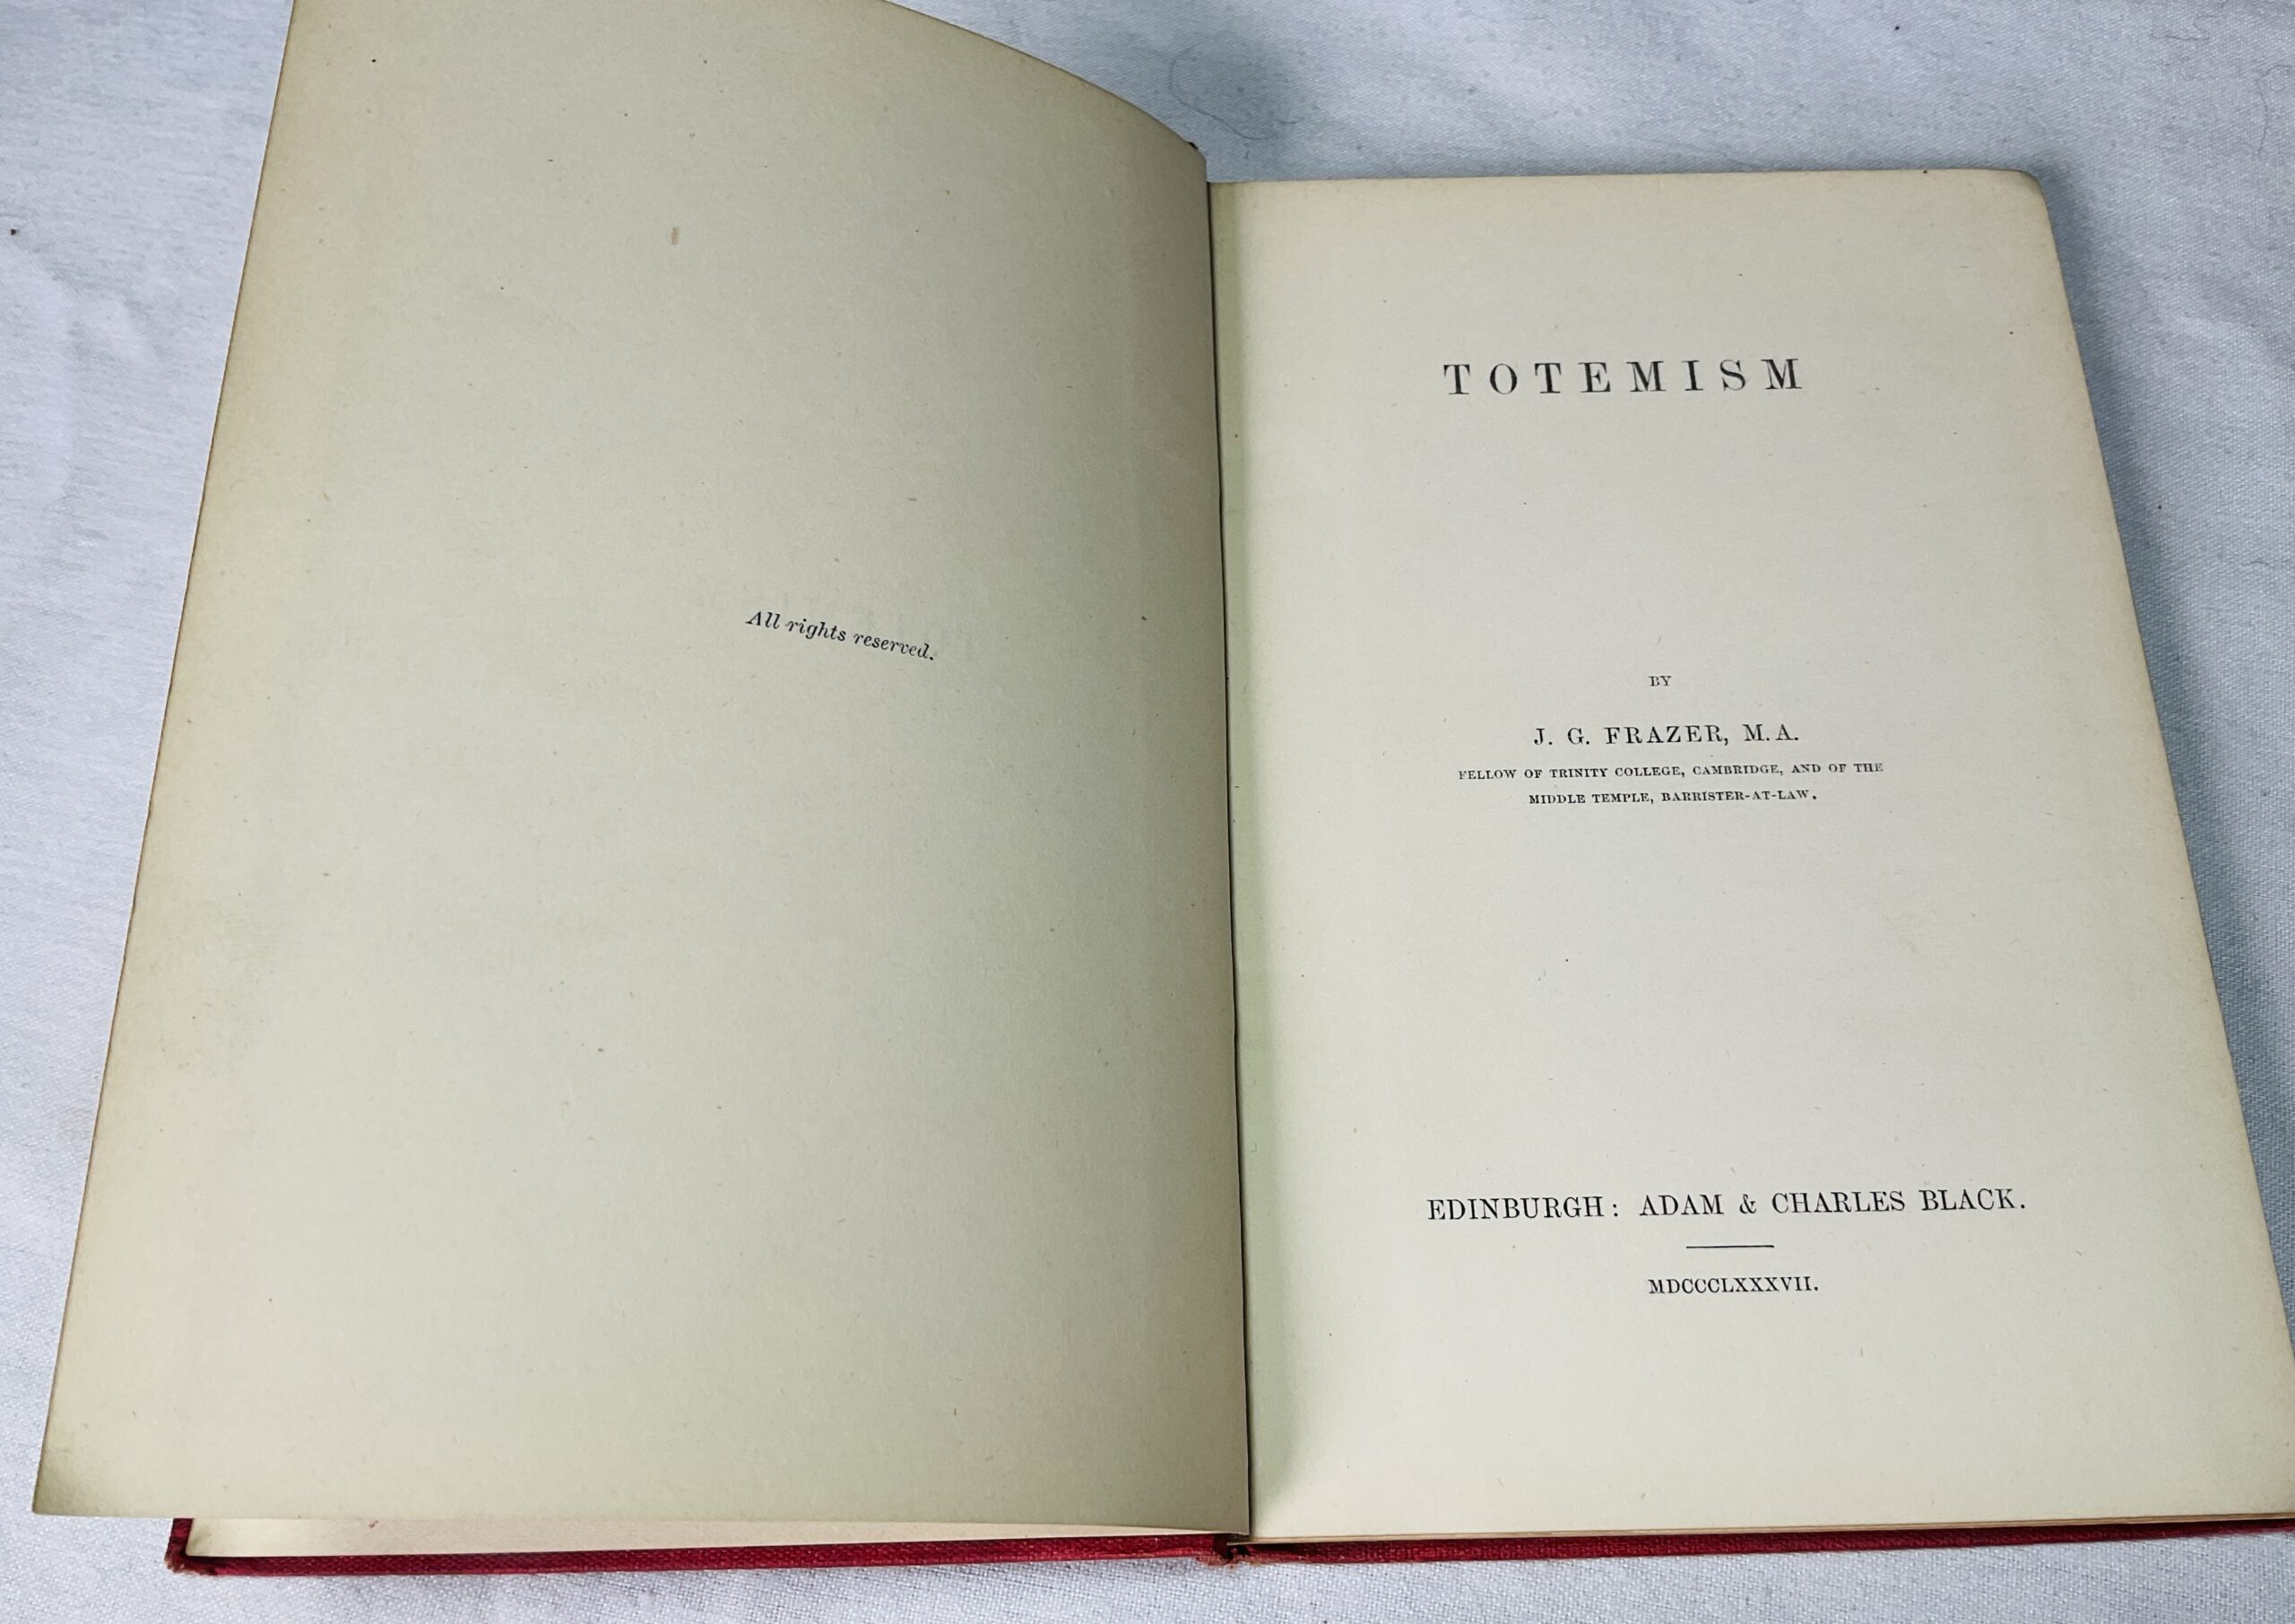 All rights reserved.
TOTEMISM
BY
J. G. FRAZER, M.A.
FELLOW OF TRINITY COLLEGE, CAMBRIDGE, AND OF THE
MIDDLE TEMPLE, BARRISTER-AT-LAW.
EDINBURGH: ADAM & CHARLES BLACK.
MDCCCLXXXVII.